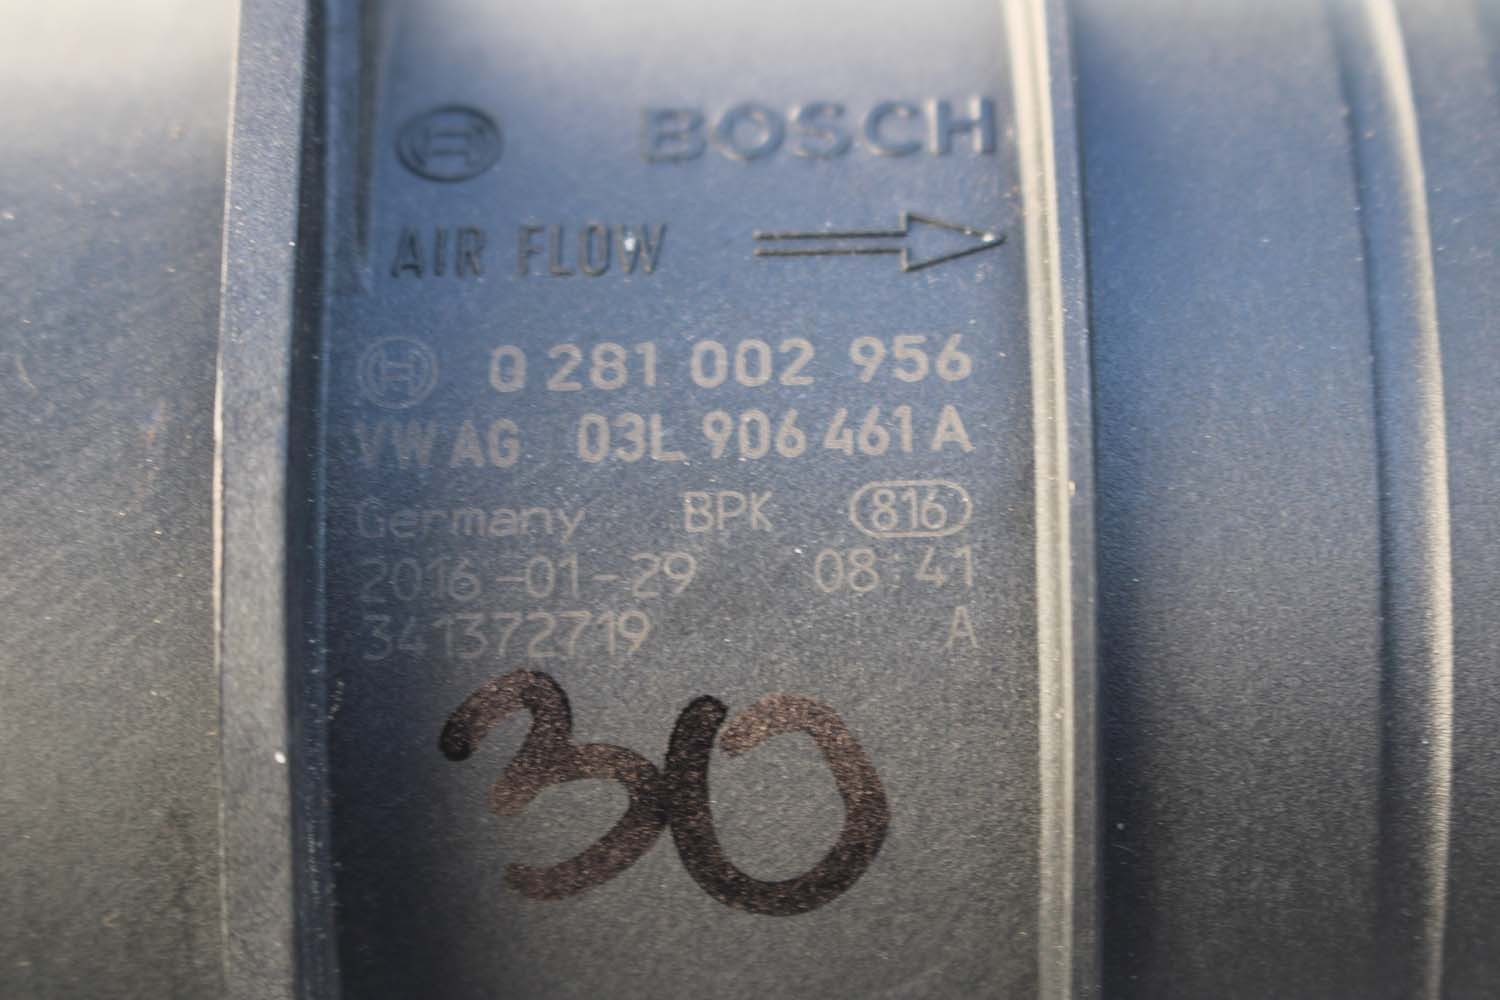 BOSCH
AIR FLOW
0 281 002 956
VW AG 03L 906 461 A
Germany BPK 816
2016-01-29 08:41
341372719 A
30